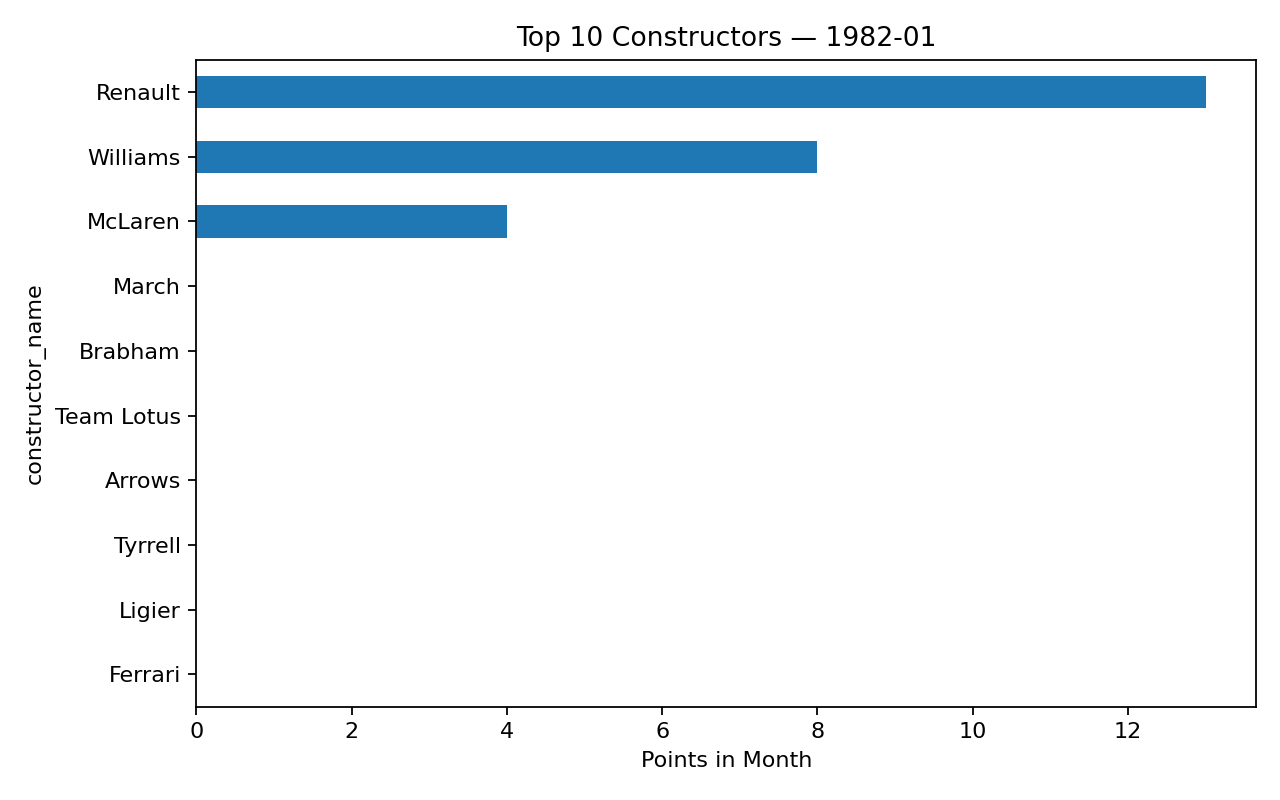 Top 10 Constructors — 1982-01
Renault
Williams
McLaren
March
Brabham
Team Lotus
Arrows
Tyrrell
Ligier
Ferrari
constructor_name
0 2 4 6 8 10 12
Points in Month